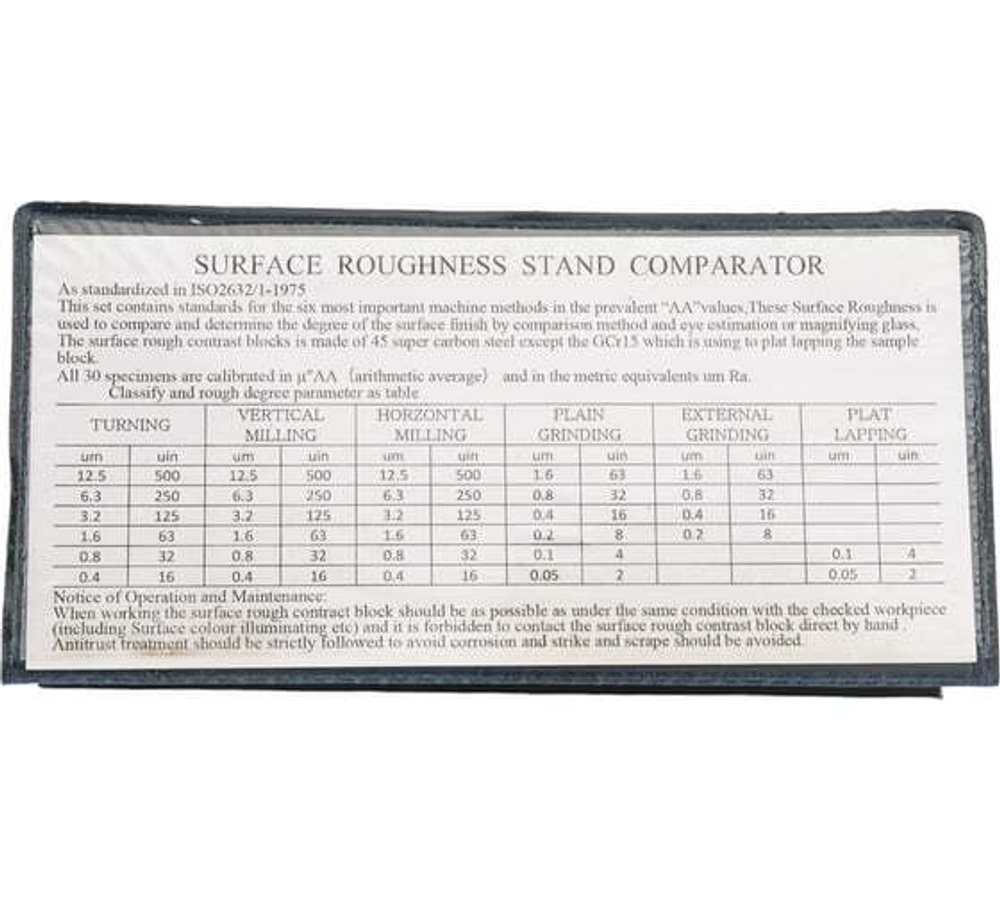 SURFACE ROUGHNESS STAND COMPARATOR
As standardized in ISO2632/1-1975
This set contains standards for the six most important machine methods in the prevalent "AA"values,These Surface Roughness is
used to compare and determine the degree of the surface finish by comparison method and eye estimation or magnifying glass,
The surface rough contrast blocks is made of 45 super carbon steel except the GCr15 which is using to plat lapping the sample
block.
All 30 specimens are calibrated in μ"AA (arithmetic average) and in the metric equivalents um Ra.
Classify and rough degree parameter as table
TURNING VERTICAL MILLING HORZONTAL MILLING PLAIN GRINDING EXTERNAL GRINDING PLAT LAPPING
um uin um uin um uin um uin um uin um uin
12.5 500 12.5 500 12.5 500 1.6 63 1.6 63
6.3 250 6.3 250 6.3 250 0.8 32 0.8 32
3.2 125 3.2 125 3.2 125 0.4 16 0.4 16
1.6 63 1.6 63 1.6 63 0.2 8 0.2 8
0.8 32 0.8 32 0.8 32 0.1 4 0.1 4
0.4 16 0.4 16 0.4 16 0.05 2 0.05 2
Notice of Operation and Maintenance:
When working the surface rough contract block should be as possible as under the same condition with the checked workpiece
(including Surface colour illuminating etc) and it is forbidden to contact the surface rough contrast block direct by hand .
Antitrust treatment should be strictly followed to avoid corrosion and strike and scrape should be avoided.